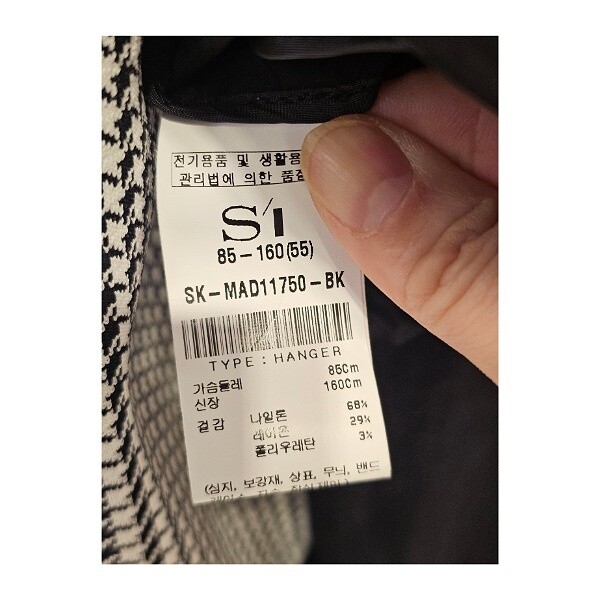 전기용품 및 생활용
관리법에 의한 품
S'I
85-160(55)
SK-MAD11750-BK
TYPE : HANGER
가슴둘레 85Cm
신장 160Cm
겉감 나일론 68%
레이온 29%
폴리우레탄 3%
(심지, 보강재, 상표, 무늬, 밴드